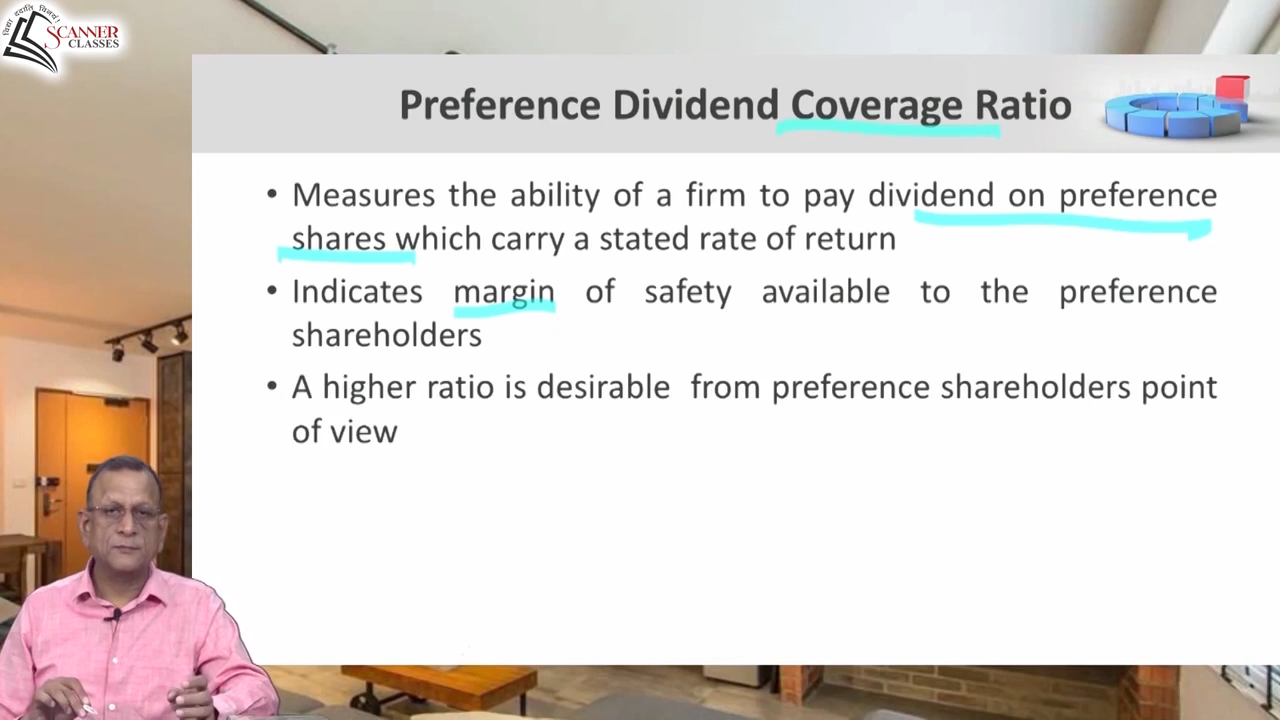 विद्या ददाति विनयं।
SCANNER
CLASSES
Preference Dividend Coverage Ratio
• Measures the ability of a firm to pay dividend on preference
shares which carry a stated rate of return
• Indicates margin of safety available to the preference
shareholders
• A higher ratio is desirable from preference shareholders point
of view